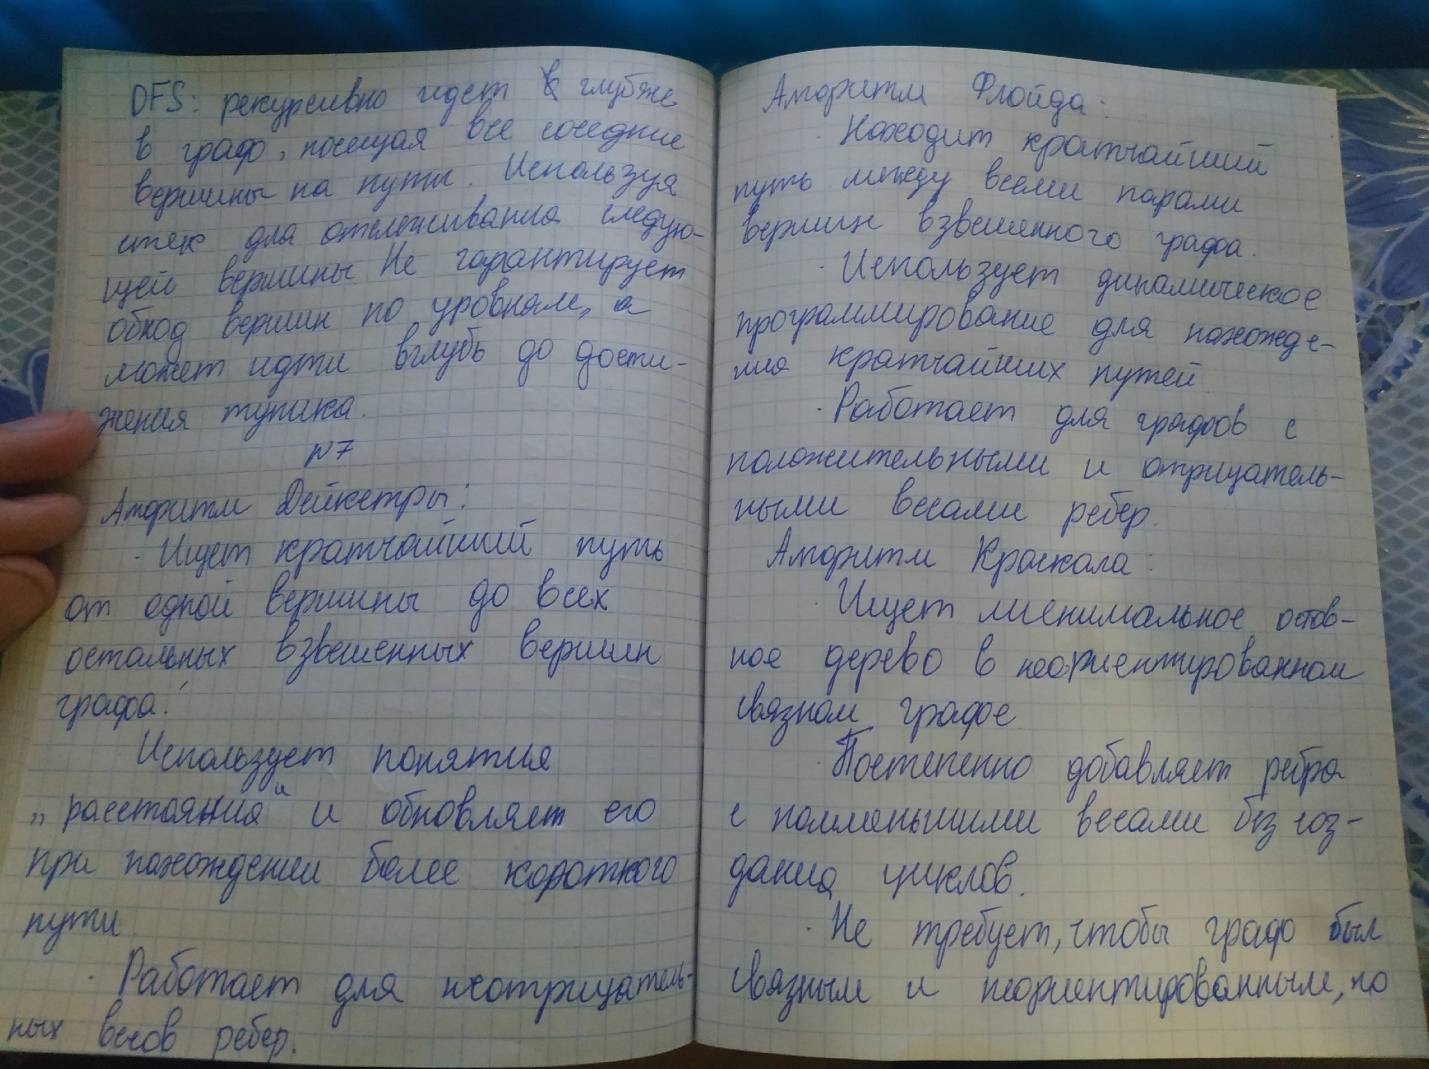 DFS: рекурсивно идет в глубже
в граф, посещая все соседние
вершины на пути. Используя
стек для отслеживания следую-
щей вершины. Не гарантирует
обход вершин по уровням, а
может идти вглубь до дости-
жения тупика.
№7
Алгоритм Дейкстры:
· Ищет кратчайший путь
от одной вершины до всех
остальных взвешенных вершин
графа.
Использует понятия
„расстояния“ и обновляет его
при нахождении более короткого
пути.
· Работает для неотрицатель-
ных весов ребер.
Алгоритм Флойда:
· Находит кратчайший
путь между всеми парами
вершин взвешенного графа.
· Использует динамическое
программирование для нахожде-
ния кратчайших путей
· Работает для графов с
положительными и отрицатель-
ными весами ребер.
Алгоритм Краскала:
· Ищет минимальное остов-
ное дерево в неориентированном
связном графе
· Постепенно добавляет ребра
с наименьшими весами без соз-
дания циклов.
· Не требует, чтобы граф был
связным и неориентированным, но